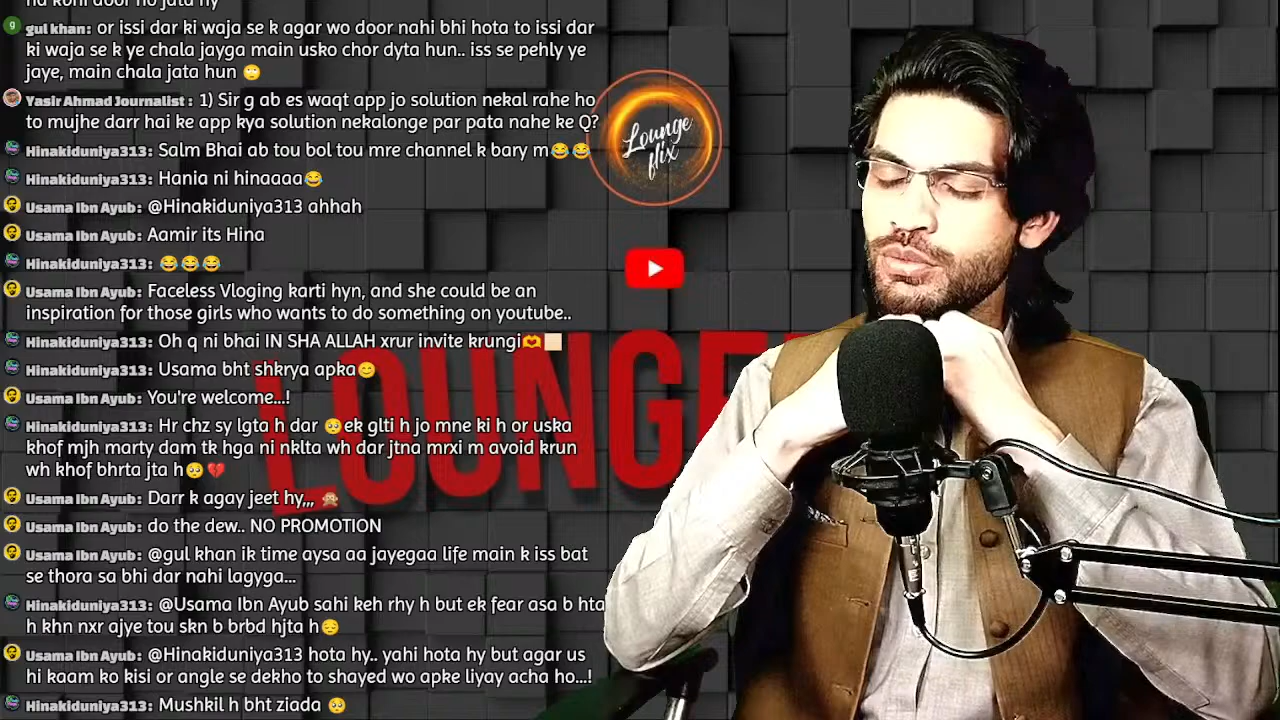 na kohi door ho jata hy
gul khan: or issi dar ki waja se k agar wo door nahi bhi hota to issi dar
ki waja se k ye chala jayga main usko chor dyta hun.. iss se pehly ye
jaye, main chala jata hun 🙄
Yasir Ahmad Journalist : 1) Sir g ab es waqt app jo solution nekal rahe ho
to mujhe darr hai ke app kya solution nekalonge par pata nahe ke Q?
Hinakiduniya313: Salm Bhai ab tou bol tou mre channel k bary m😂😂
Hinakiduniya313: Hania ni hinaaaa😂
Usama Ibn Ayub: @Hinakiduniya313 ahhah
Usama Ibn Ayub: Aamir its Hina
Hinakiduniya313: 😂😂😂
Usama Ibn Ayub: Faceless Vloging karti hyn, and she could be an
inspiration for those girls who wants to do something on youtube..
Hinakiduniya313: Oh q ni bhai IN SHA ALLAH xrur invite krungi🫶🏻
Hinakiduniya313: Usama bht shkrya apka😊
Usama Ibn Ayub: You're welcome...!
Hinakiduniya313: Hr chz sy lgta h dar 🥺ek glti h jo mne ki h or uska
khof mjh marty dam tk hga ni nklta wh dar jtna mrxi m avoid krun
wh khof bhrta jta h🥺💔
Usama Ibn Ayub: Darr k agay jeet hy,,, 🙊
Usama Ibn Ayub: do the dew.. NO PROMOTION
Usama Ibn Ayub: @gul khan ik time aysa aa jayegaa life main k iss bat
se thora sa bhi dar nahi lagyga...
Hinakiduniya313: @Usama Ibn Ayub sahi keh rhy h but ek fear asa b hta
h khn nxr ajye tou skn b brbd hjta h😔
Usama Ibn Ayub: @Hinakiduniya313 hota hy.. yahi hota hy but agar us
hi kaam ko kisi or angle se dekho to shayed wo apke liyay acha ho...!
Hinakiduniya313: Mushkil h bht ziada 🥺
Lounge
flix
LOUNGE